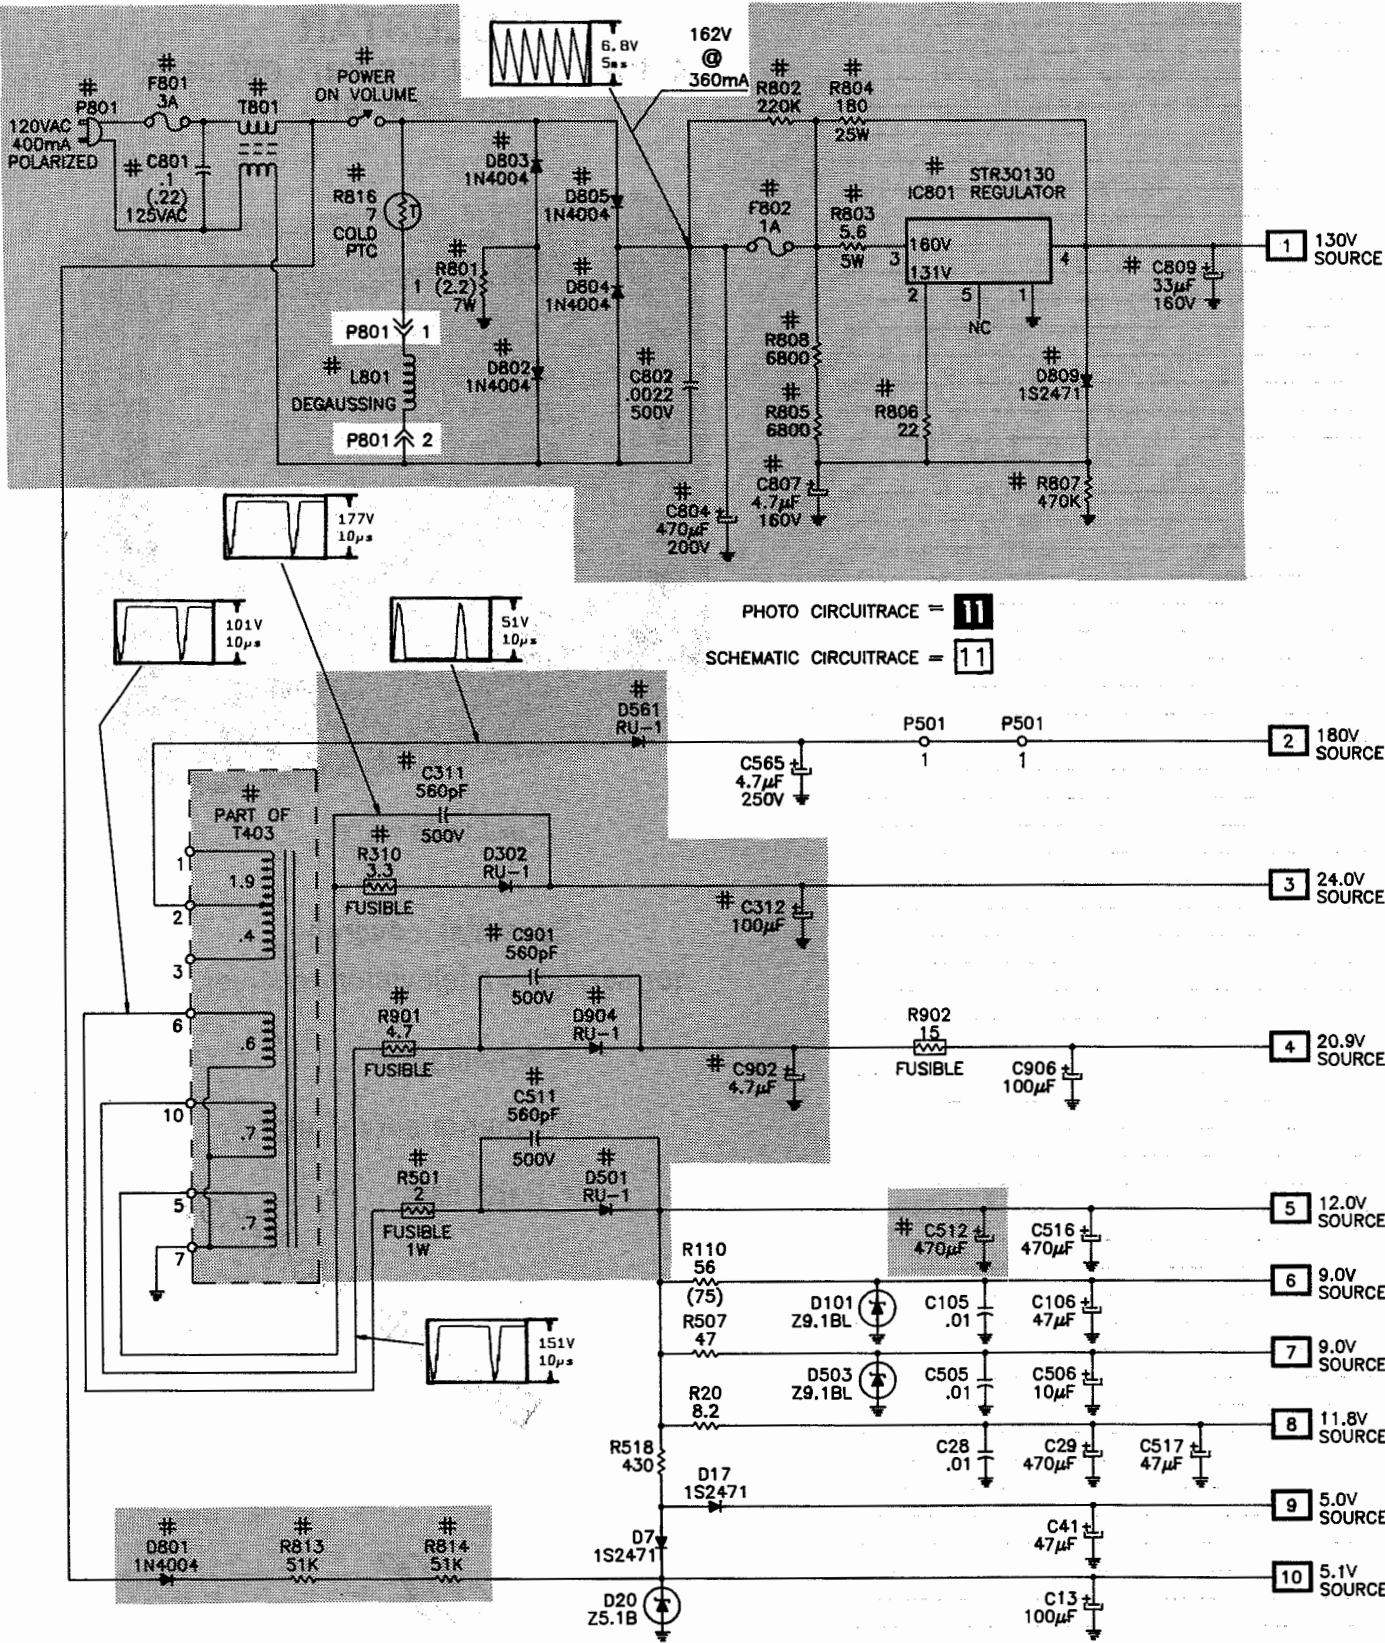 6.8V
5ms
162V
@
360mA
#
P801
120VAC
400mA
POLARIZED
#
F801
3A
#
T801
# C801
.1
(.22)
125VAC
#
POWER
ON VOLUME
#
R816
7
COLD
PTC
T
1
P801 1
# L801
DEGAUSSING
P801 2
#
D803
1N4004
#
D805
1N4004
#
R801
(2.2)
7W
#
D804
1N4004
#
D802
1N4004
#
C802
.0022
500V
#
R802
220K
#
R804
180
25W
#
F802
1A
#
R803
5.6
5W
#
IC801
STR30130
REGULATOR
160V
131V
3
4
2
5
1
NC
1
130V
SOURCE
# C809
33µF
160V
#
R808
6800
#
R805
6800
#
R806
22
#
D809
1S2471
#
C807
4.7µF
160V
# R807
470K
#
C804
470µF
200V
177V
10µs
101V
10µs
51V
10µs
PHOTO CIRCUITRACE = 11
SCHEMATIC CIRCUITRACE = 11
#
D561
RU-1
C565
4.7µF
250V
P501
1
P501
1
2
180V
SOURCE
#
PART OF
T403
1
1.9
2
.4
3
6
.6
10
.7
5
.7
7
# C311
560pF
500V
#
R310
3.3
FUSIBLE
D302
RU-1
# C312
100µF
3
24.0V
SOURCE
# C901
560pF
500V
#
R901
4.7
FUSIBLE
#
D904
RU-1
# C902
4.7µF
R902
15
FUSIBLE
C906
100µF
4
20.9V
SOURCE
#
C511
560pF
500V
#
R501
2
FUSIBLE
1W
#
D501
RU-1
# C512
470µF
C516
470µF
5
12.0V
SOURCE
R110
56
(75)
D101
Z9.1BL
C105
.01
C106
47µF
6
9.0V
SOURCE
R507
47
D503
Z9.1BL
C505
.01
C506
10µF
7
9.0V
SOURCE
151V
10µs
R20
8.2
C28
.01
C29
470µF
C517
47µF
8
11.8V
SOURCE
R518
430
D17
1S2471
C41
47µF
9
5.0V
SOURCE
D7
1S2471
#
D801
1N4004
#
R813
51K
#
R814
51K
D20
Z5.1B
C13
100µF
10
5.1V
SOURCE